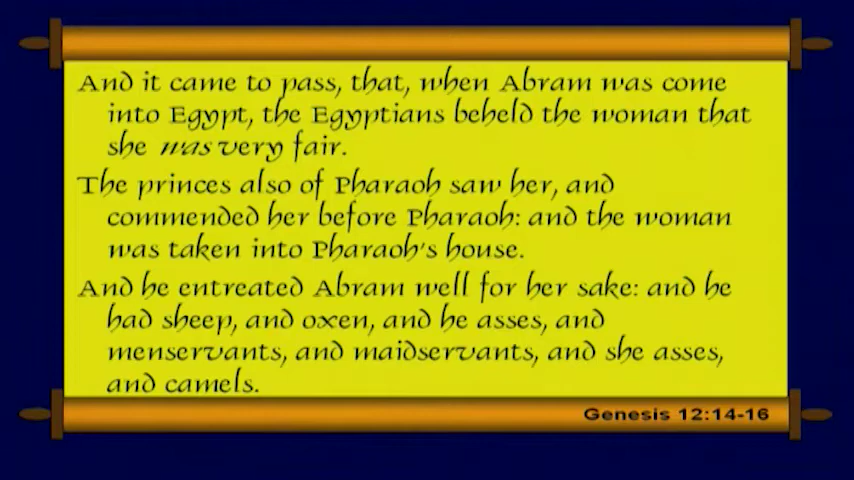 And it came to pass, that, when Abram was come
into Egypt, the Egyptians beheld the woman that
she was very fair.
The princes also of Pharaoh saw her, and
commended her before Pharaoh: and the woman
was taken into Pharaoh's house.
And he entreated Abram well for her sake: and he
had sheep, and oxen, and he asses, and
menservants, and maidservants, and she asses,
and camels.
Genesis 12:14-16